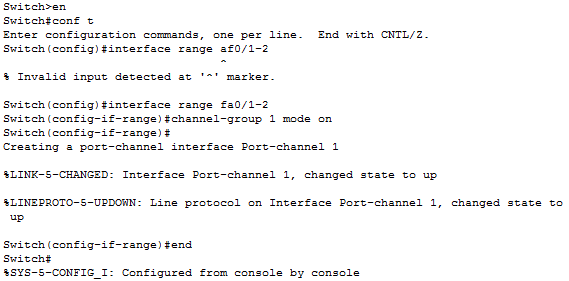 Switch>en
Switch#conf t
Enter configuration commands, one per line.  End with CNTL/Z.
Switch(config)#interface range af0/1-2
^
% Invalid input detected at '^' marker.
Switch(config)#interface range fa0/1-2
Switch(config-if-range)#channel-group 1 mode on
Switch(config-if-range)#
Creating a port-channel interface Port-channel 1
%LINK-5-CHANGED: Interface Port-channel 1, changed state to up
%LINEPROTO-5-UPDOWN: Line protocol on Interface Port-channel 1, changed state to
up
Switch(config-if-range)#end
Switch#
%SYS-5-CONFIG_I: Configured from console by console